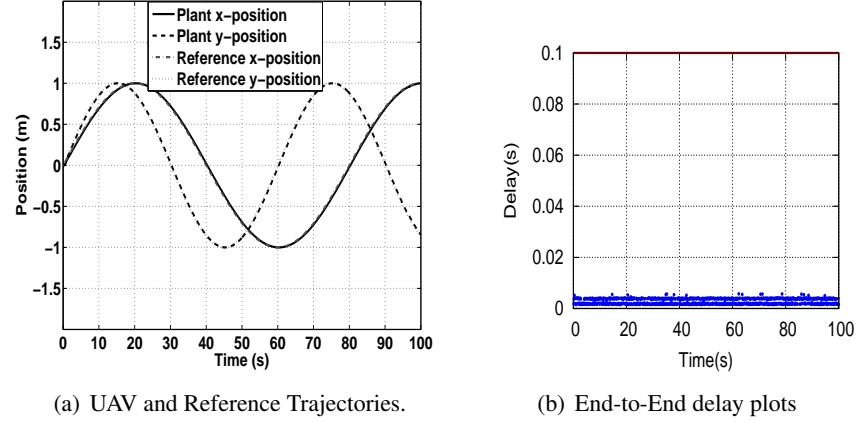 Plant x−position
Plant y−position
Reference x−position
Reference y−position
1.5
1
0.5
0
−0.5
−1
−1.5
Position (m)
0 10 20 30 40 50 60 70 80 90 100
Time (s)
0.1
0.08
0.06
0.04
0.02
0
Delay(s)
0 20 40 60 80 100
Time(s)
(a) UAV and Reference Trajectories.
(b) End-to-End delay plots